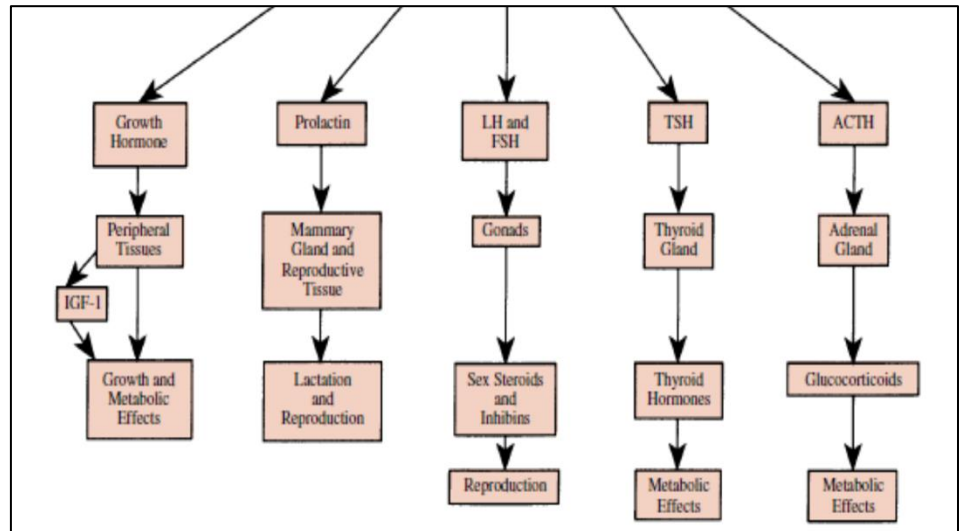 Growth
Hormone
Prolactin
LH and
FSH
TSH
ACTH
Peripheral
Tissues
Mammary
Gland and
Reproductive
Tissue
Gonads
Thyroid
Gland
Adrenal
Gland
IGF-1
Growth and
Metabolic
Effects
Lactation
and
Reproduction
Sex Steroids
and
Inhibins
Thyroid
Hormones
Glucocorticoids
Reproduction
Metabolic
Effects
Metabolic
Effects